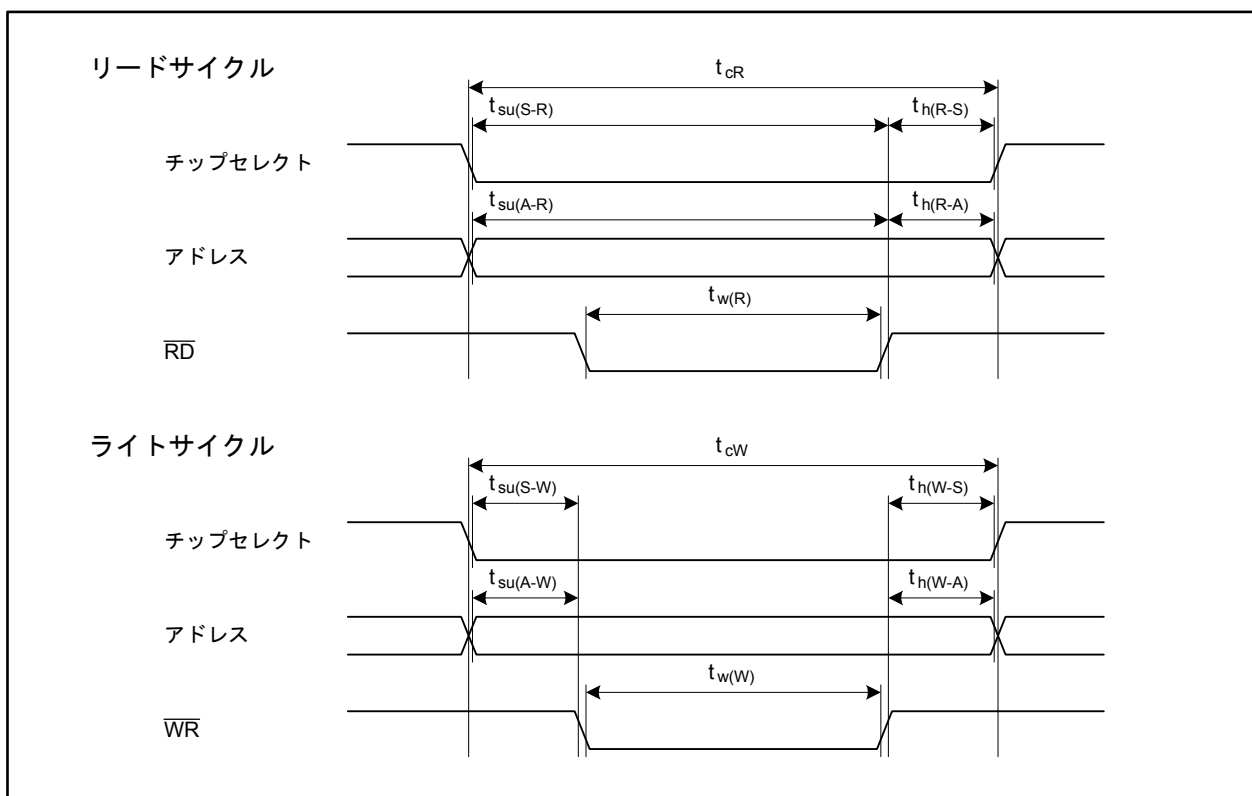 リードサイクル
tcR
tsu(S-R)
th(R-S)
チップセレクト
tsu(A-R)
th(R-A)
アドレス
tw(R)
R̅D̅
ライトサイクル
tcW
tsu(S-W)
th(W-S)
チップセレクト
tsu(A-W)
th(W-A)
アドレス
tw(W)
W̅R̅